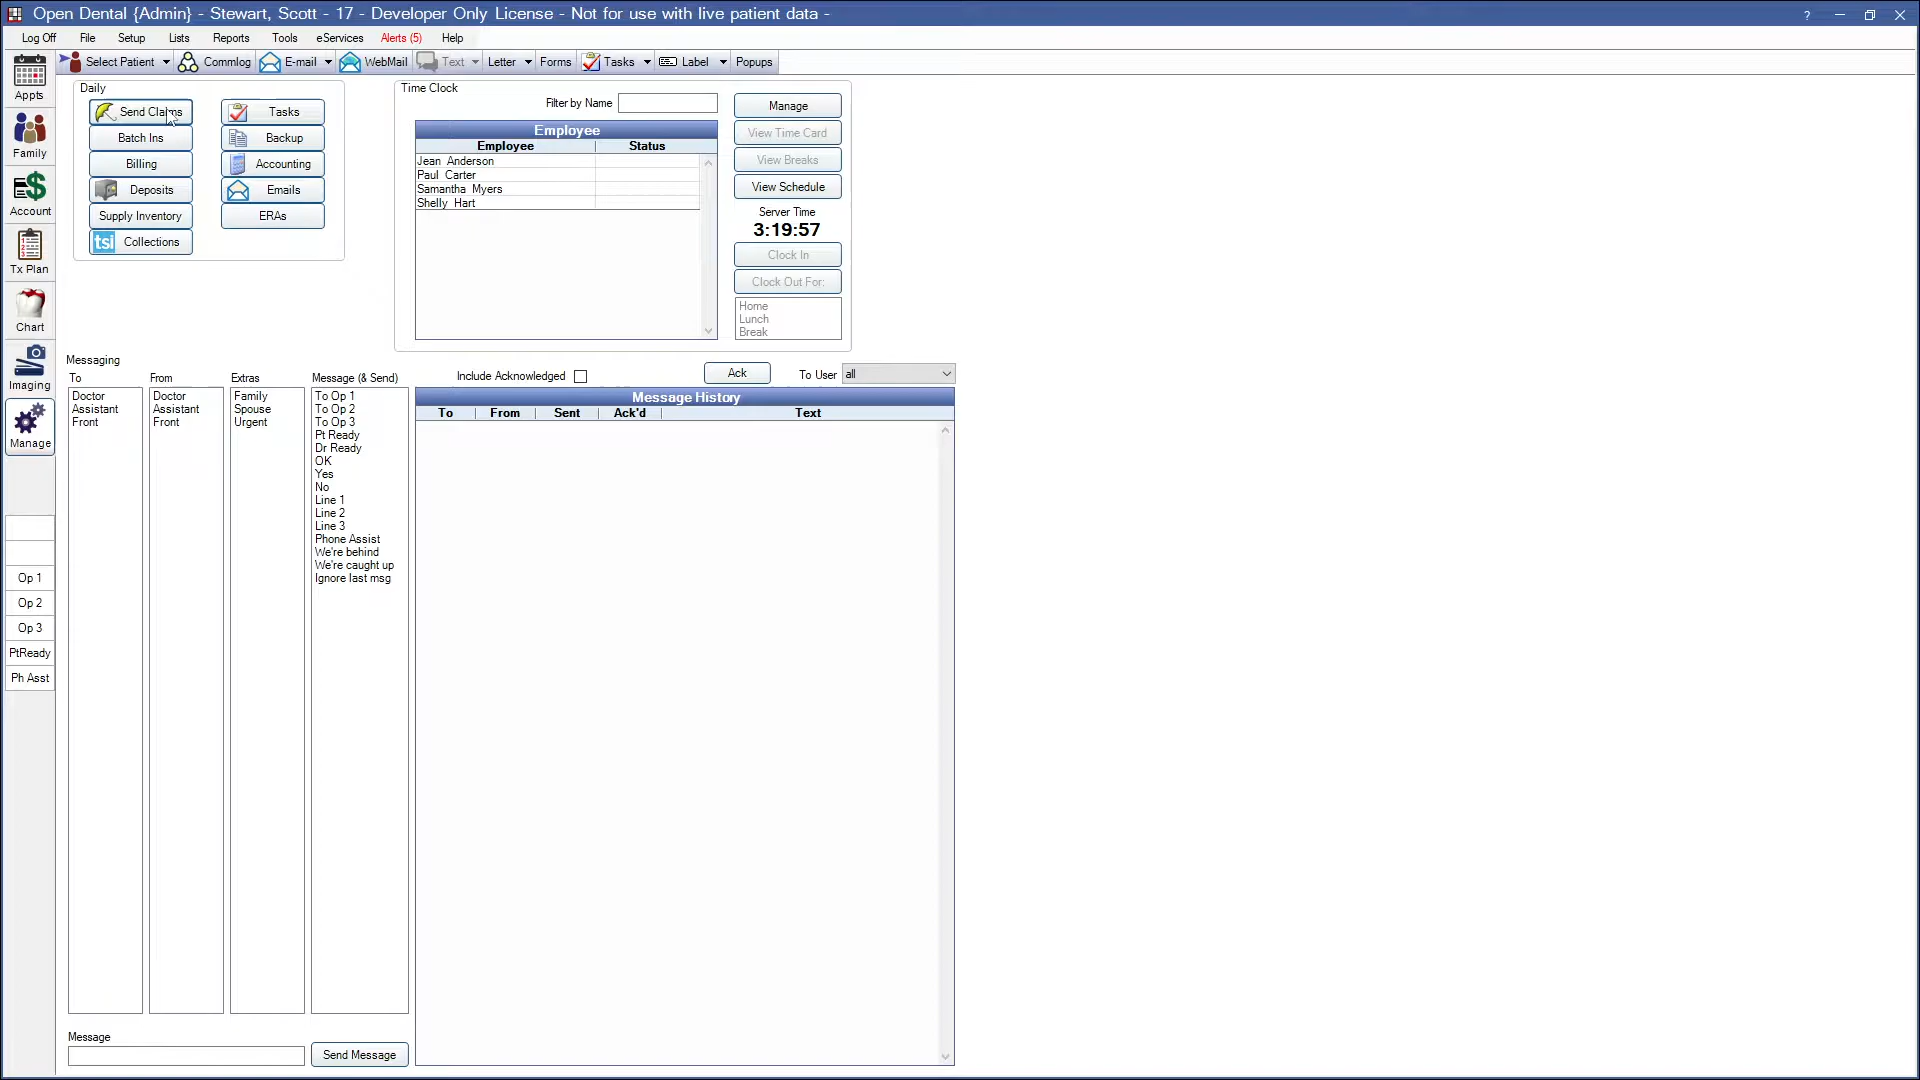 Open Dental {Admin} - Stewart, Scott - 17 - Developer Only License - Not for use with live patient data -
?
Log Off File Setup Lists Reports Tools eServices Alerts (5) Help
Select Patient Commlog E-mail WebMail Text Letter Forms Tasks Label Popups
Appts
Family
Account
Tx Plan
Chart
Imaging
Manage
Op 1
Op 2
Op 3
PtReady
Ph Asst
Daily
Send Claims
Batch Ins
Billing
Deposits
Supply Inventory
tsi Collections
Tasks
Backup
Accounting
Emails
ERAs
Time Clock
Filter by Name
Employee
Employee Status
Jean Anderson
Paul Carter
Samantha Myers
Shelly Hart
Manage
View Time Card
View Breaks
View Schedule
Server Time
3:19:57
Clock In
Clock Out For:
Home
Lunch
Break
Messaging
To
Doctor
Assistant
Front
From
Doctor
Assistant
Front
Extras
Family
Spouse
Urgent
Message (& Send)
To Op 1
To Op 2
To Op 3
Pt Ready
Dr Ready
OK
Yes
No
Line 1
Line 2
Line 3
Phone Assist
We're behind
We're caught up
Ignore last msg
Include Acknowledged
Ack
To User all
Message History
To From Sent Ack'd Text
Message
Send Message